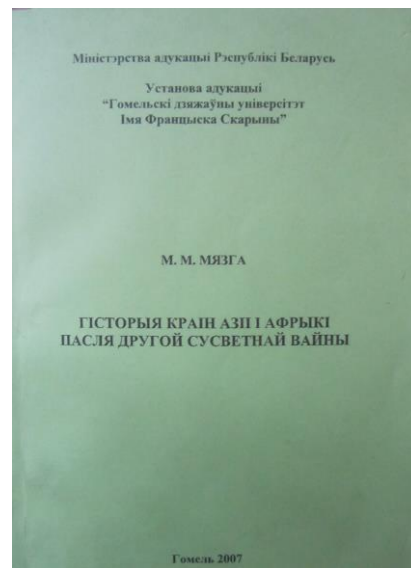 Міністэрства адукацыі Рэспублікі Беларусь
Установа адукацыі
“Гомельскі дзяжаўны універсітэт
Імя Францыска Скарыны”
М. М. МЯЗГА
ГІСТОРЫЯ КРАІН АЗІІ І АФРЫКІ
ПАСЛЯ ДРУГОЙ СУСВЕТНАЙ ВАЙНЫ
Гомель 2007